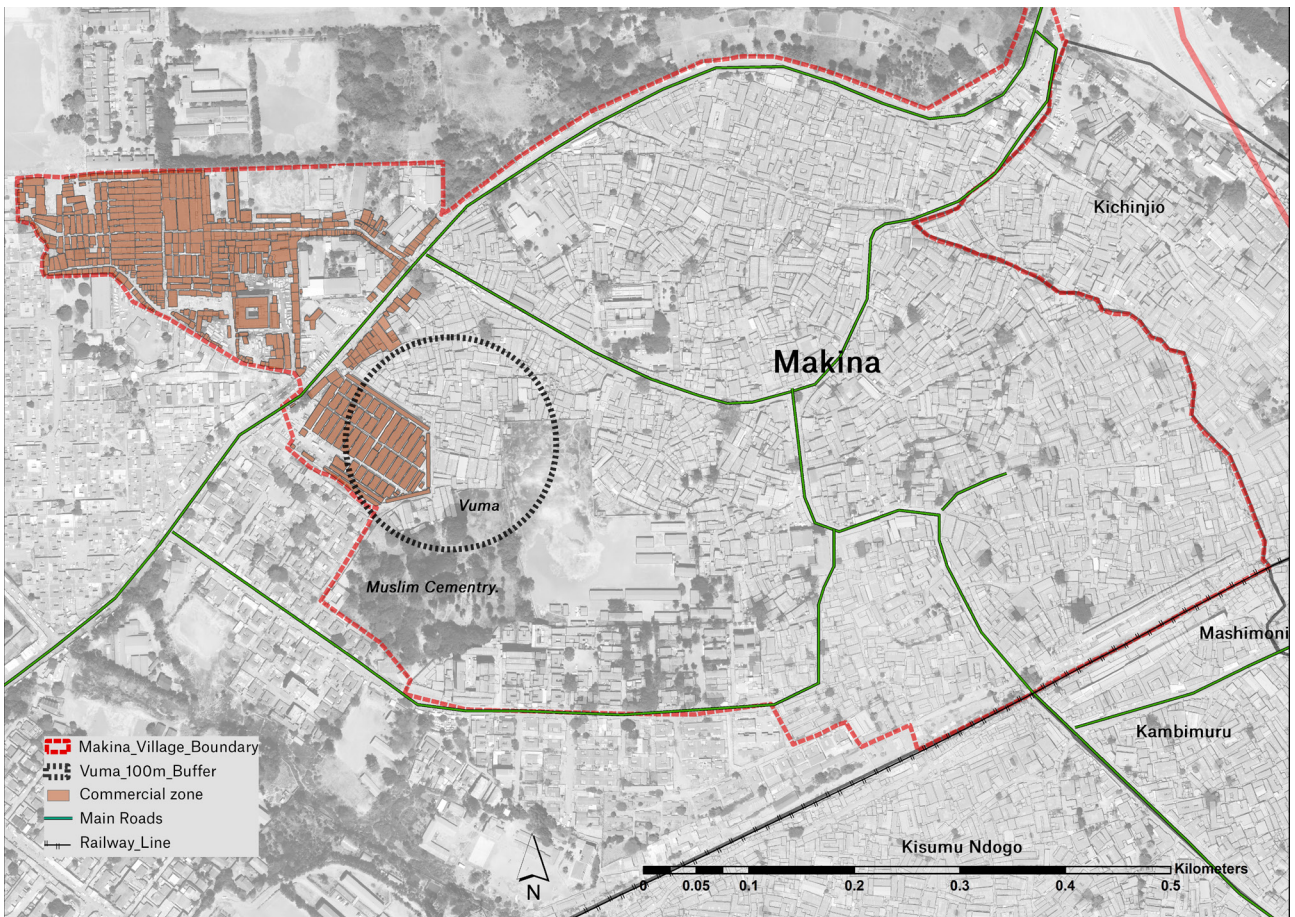 Kichinjio
Makina
Vuma
Muslim Cementry.
Mashimoni
Kambimuru
Kisumu Ndogo
Makina_Village_Boundary
Vuma_100m_Buffer
Commercial zone
Main Roads
Railway_Line
N
Kilometers
0 0.05 0.1 0.2 0.3 0.4 0.5